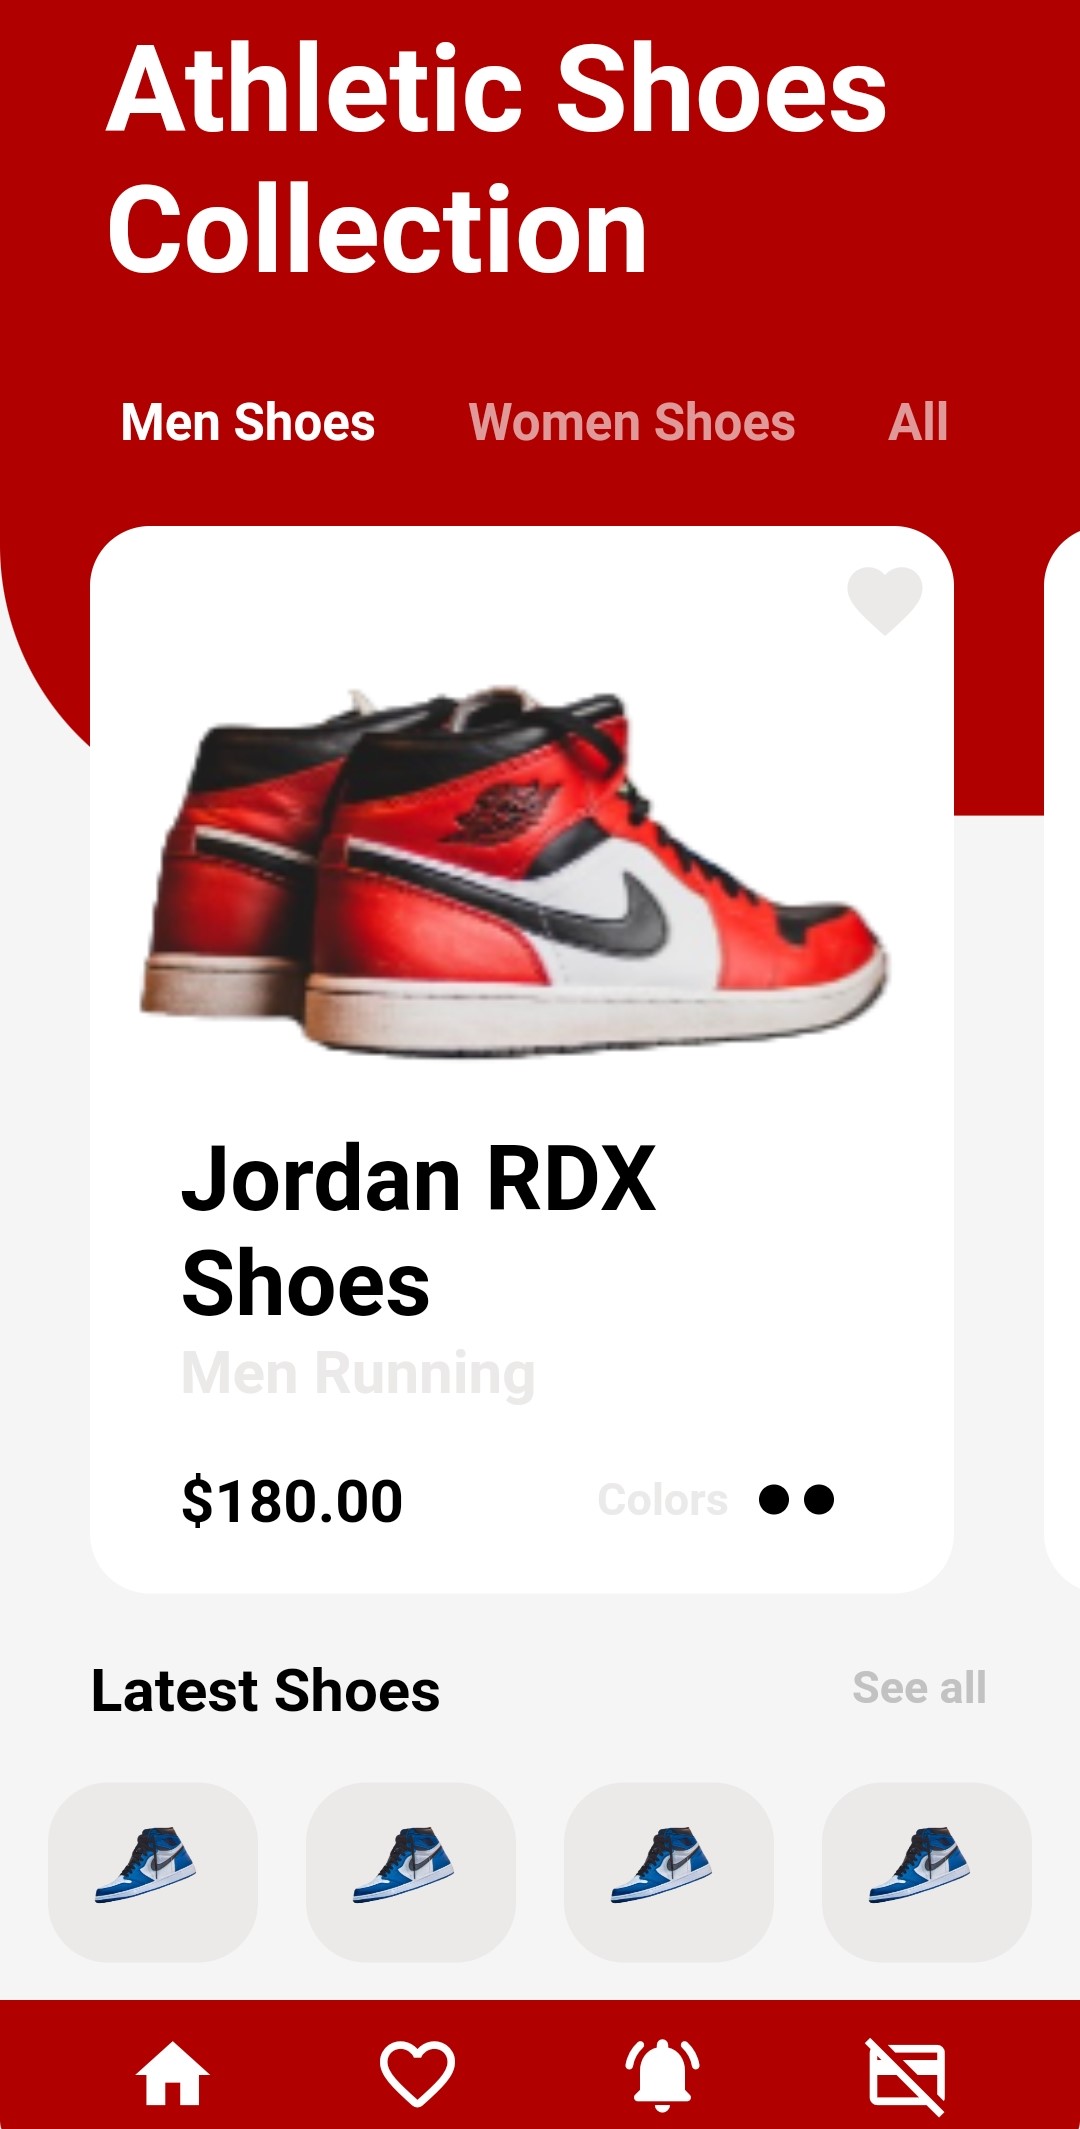 Athletic Shoes
Collection
Men Shoes Women Shoes All
Jordan RDX
Shoes
Men Running
$180.00 Colors
Latest Shoes See all